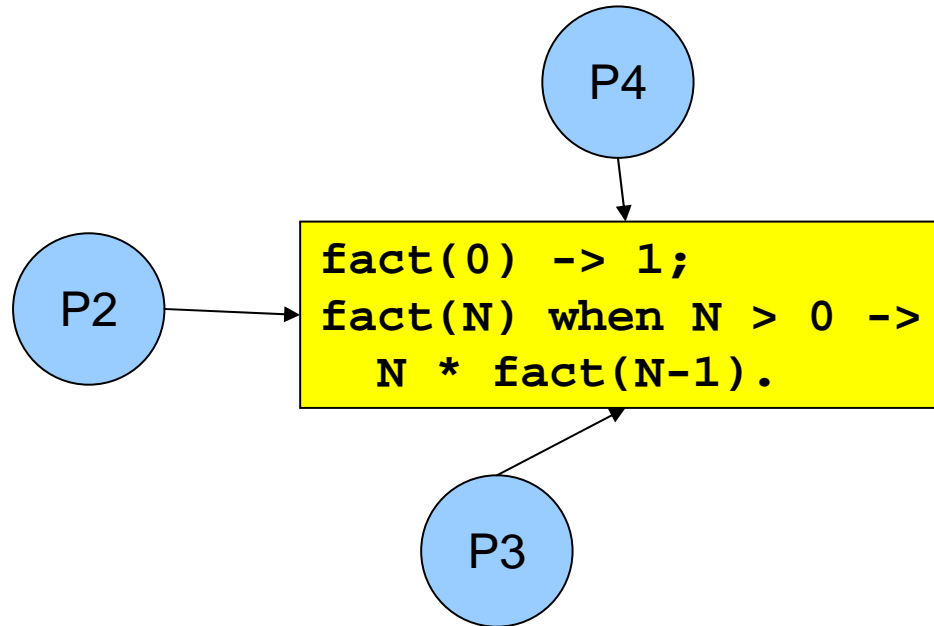 P4
P2
fact(0) -> 1;
fact(N) when N > 0 ->
  N * fact(N-1).
P3